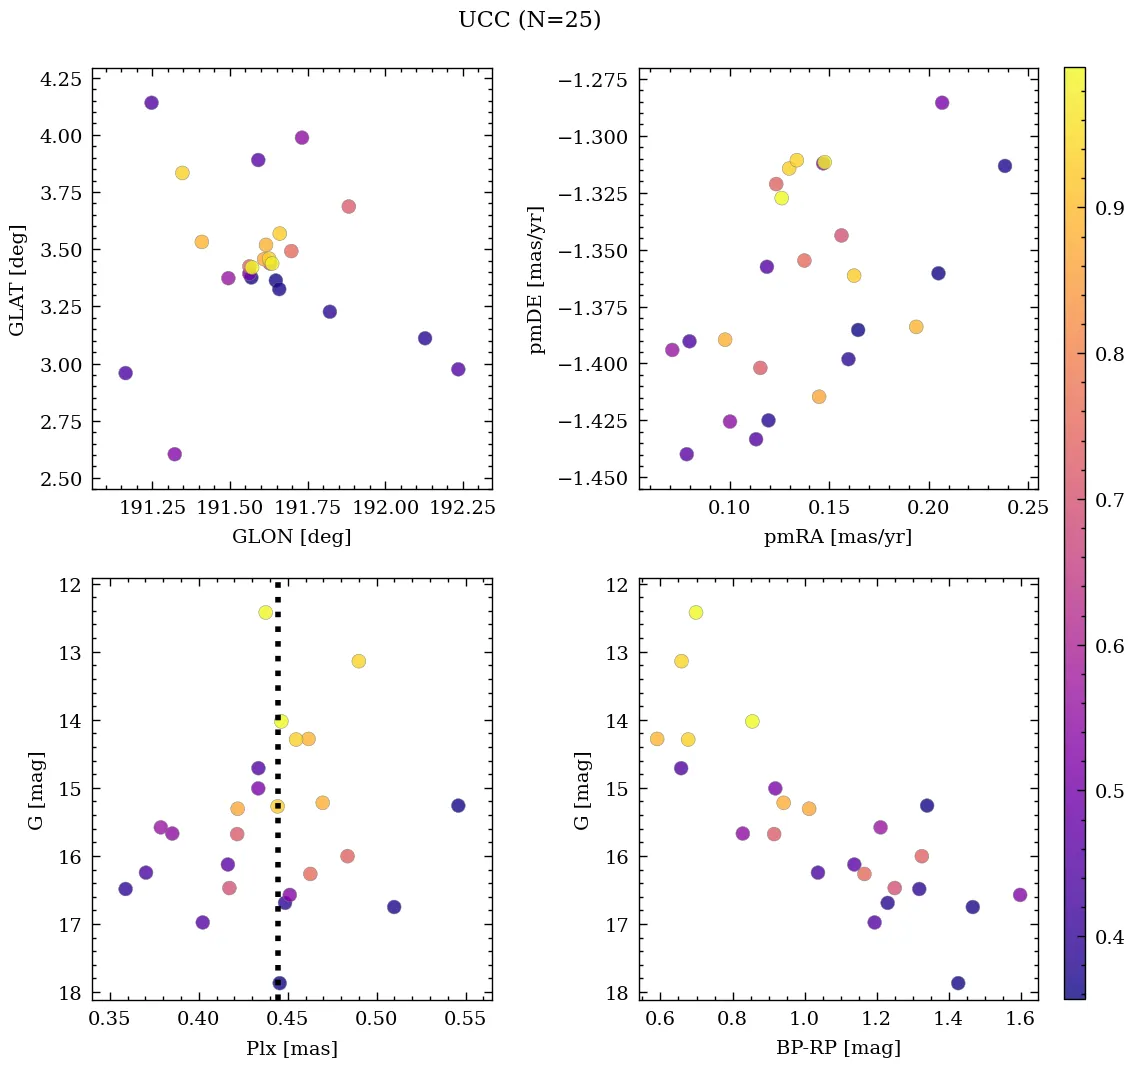 UCC (N=25)
4.25
4.00
3.75
3.50
3.25
3.00
2.75
2.50
GLAT [deg]
191.25 191.50 191.75 192.00 192.25
GLON [deg]
−1.275
−1.300
−1.325
−1.350
−1.375
−1.400
−1.425
−1.450
pmDE [mas/yr]
0.10 0.15 0.20 0.25
pmRA [mas/yr]
12
13
14
15
16
17
18
G [mag]
0.35 0.40 0.45 0.50 0.55
Plx [mas]
12
13
14
15
16
17
18
G [mag]
0.6 0.8 1.0 1.2 1.4 1.6
BP-RP [mag]
0.9
0.8
0.7
0.6
0.5
0.4